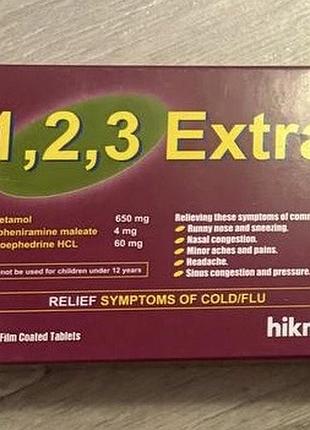 1,2,3 Extra
etamol 650 mg
pheniramine maleate 4 mg
oephedrine HCL 60 mg
not be used for children under 12 years
Relieving these symptoms of comm
Runny nose and sneezing.
Nasal congestion.
Minor aches and pains.
Headache.
Sinus congestion and pressure.
RELIEF SYMPTOMS OF COLD/FLU
Film Coated Tablets
hikm